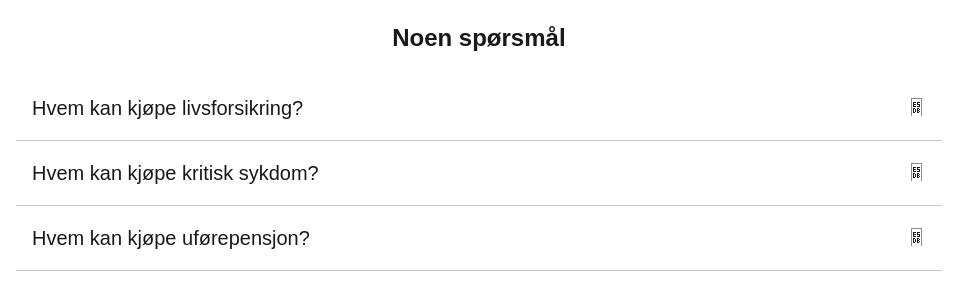 Noen spørsmål
Hvem kan kjøpe livsforsikring?
Hvem kan kjøpe kritisk sykdom?
Hvem kan kjøpe uførepensjon?